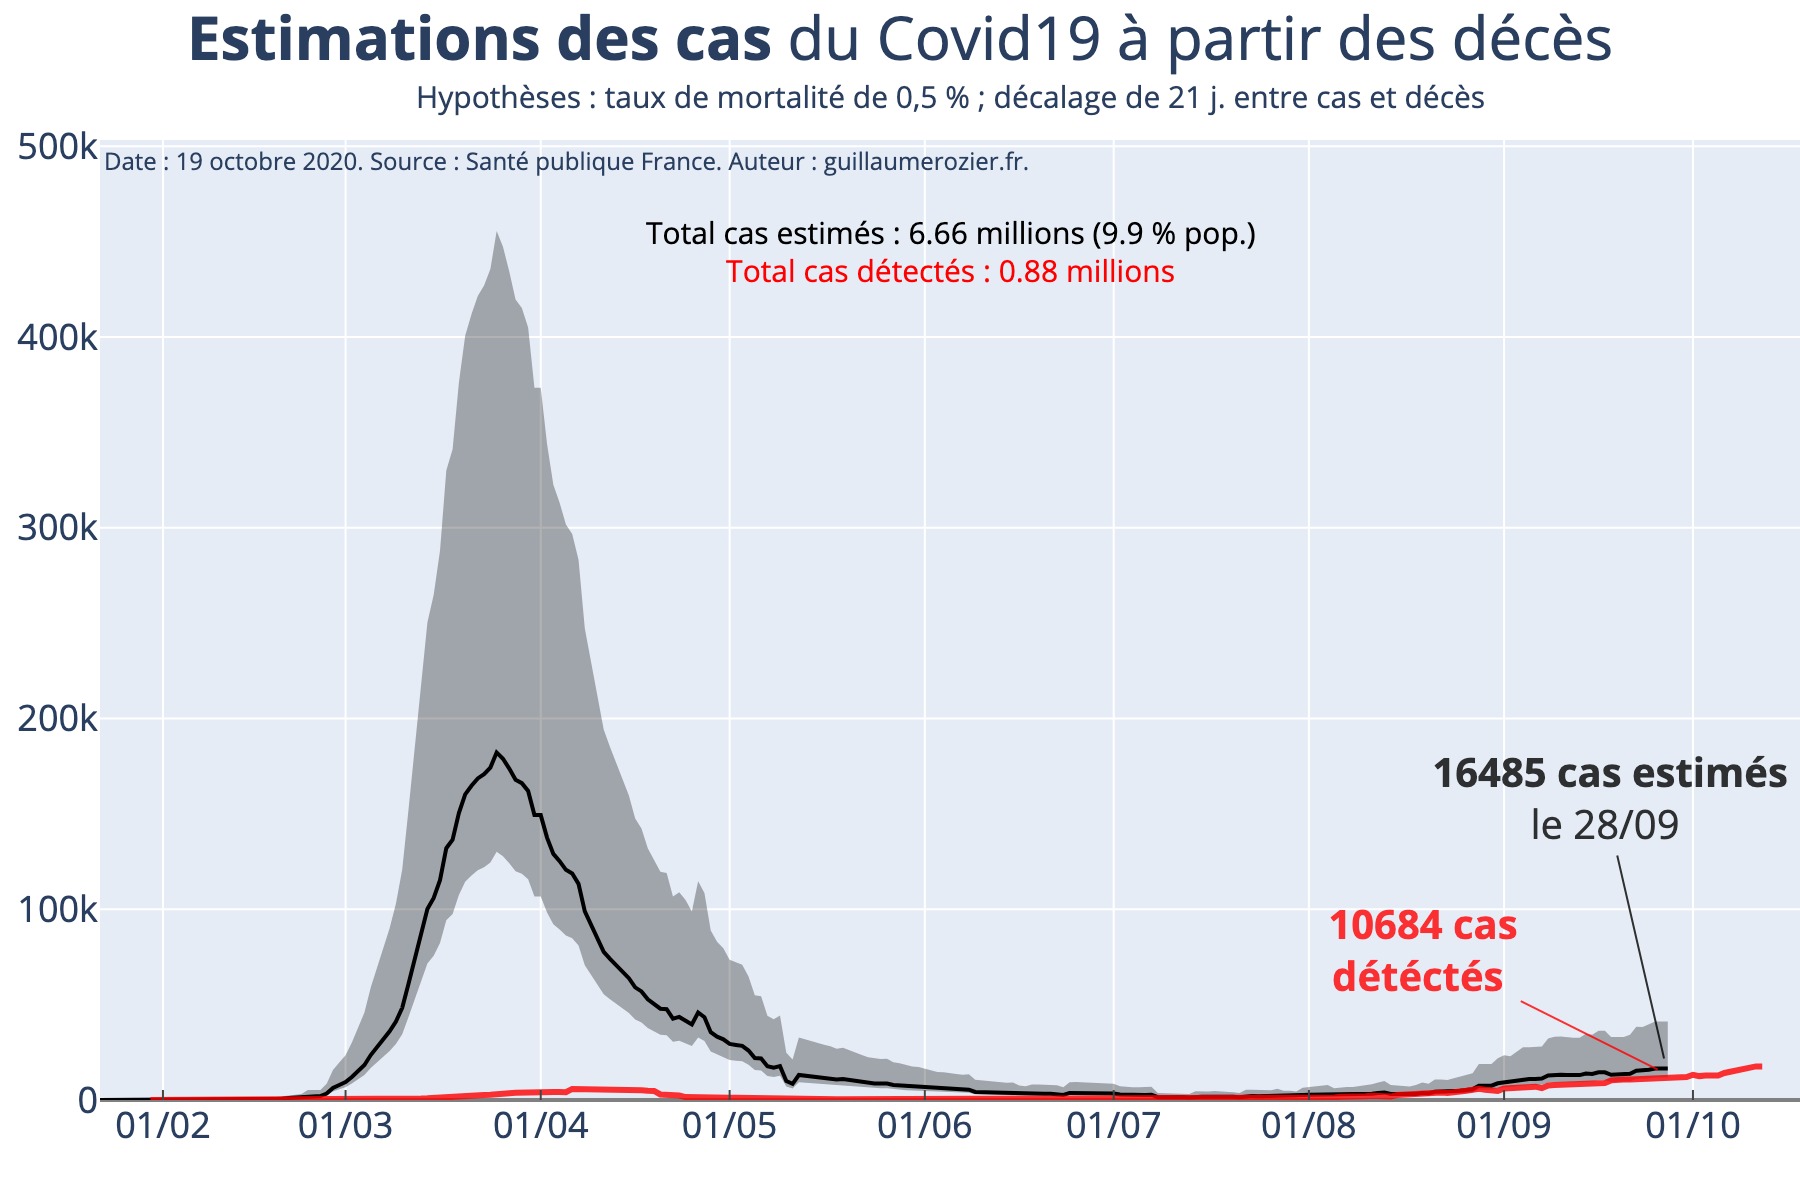 Estimations des cas du Covid19 à partir des décès
Hypothèses : taux de mortalité de 0,5 % ; décalage de 21 j. entre cas et décès
500k
Date : 19 octobre 2020. Source : Santé publique France. Auteur : guillaumerozier.fr.
Total cas estimés : 6.66 millions (9.9 % pop.)
Total cas détectés : 0.88 millions
400k
300k
200k
16485 cas estimés
le 28/09
100k
10684 cas
détéctés
0
01/02 01/03 01/04 01/05 01/06 01/07 01/08 01/09 01/10